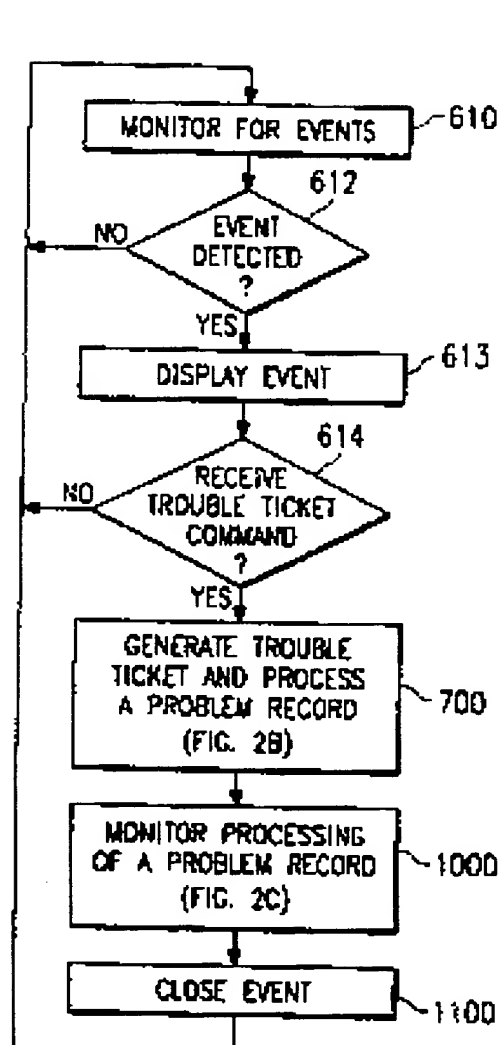 MONITOR FOR EVENTS
610
612
EVENT
DETECTED
?
NO
YES
DISPLAY EVENT
613
614
RECEIVE
TROUBLE TICKET
COMMAND
?
NO
YES
GENERATE TROUBLE
TICKET AND PROCESS
A PROBLEM RECORD
(FIG. 2B)
700
MONITOR PROCESSING
OF A PROBLEM RECORD
(FIG. 2C)
1000
CLOSE EVENT
1100